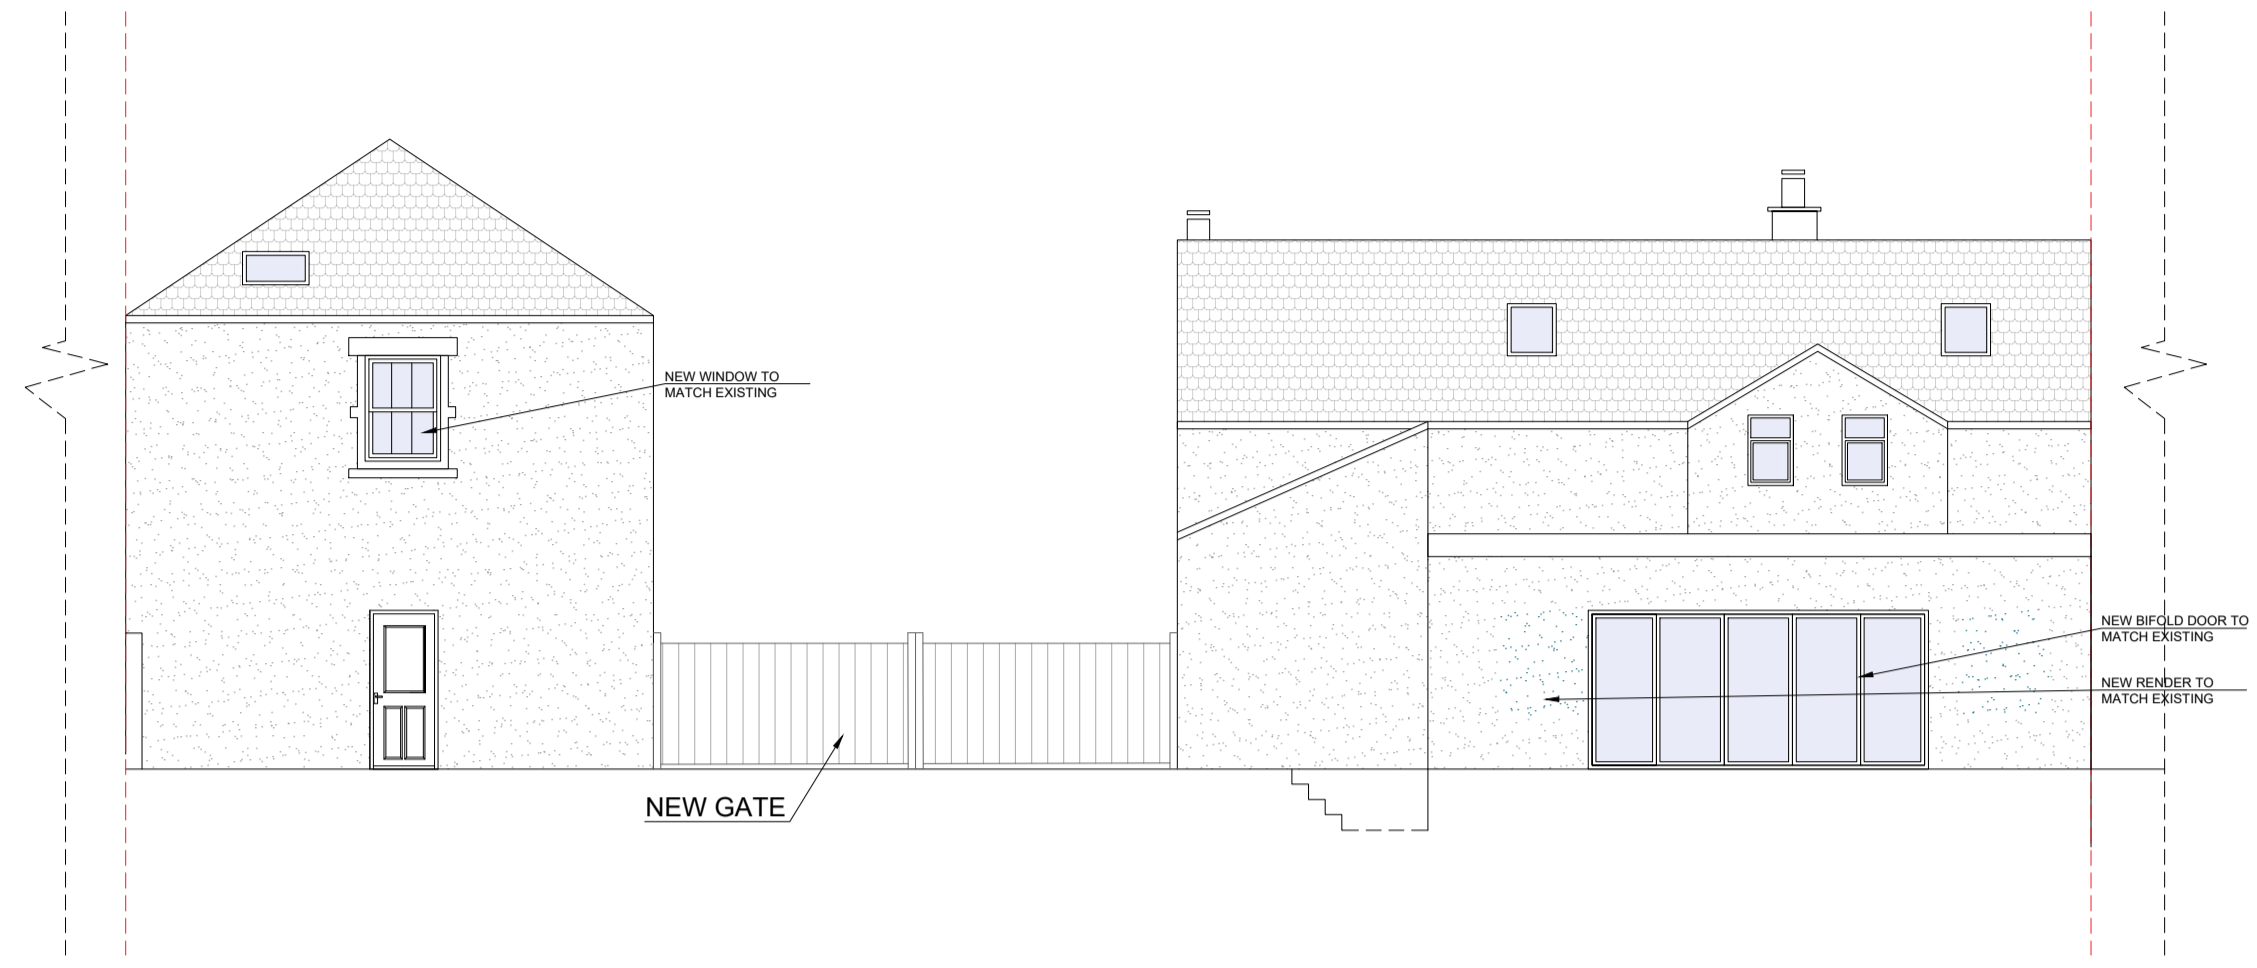 NEW WINDOW TO
MATCH EXISTING
NEW BIFOLD DOOR TO
MATCH EXISTING
NEW RENDER TO
MATCH EXISTING
NEW GATE